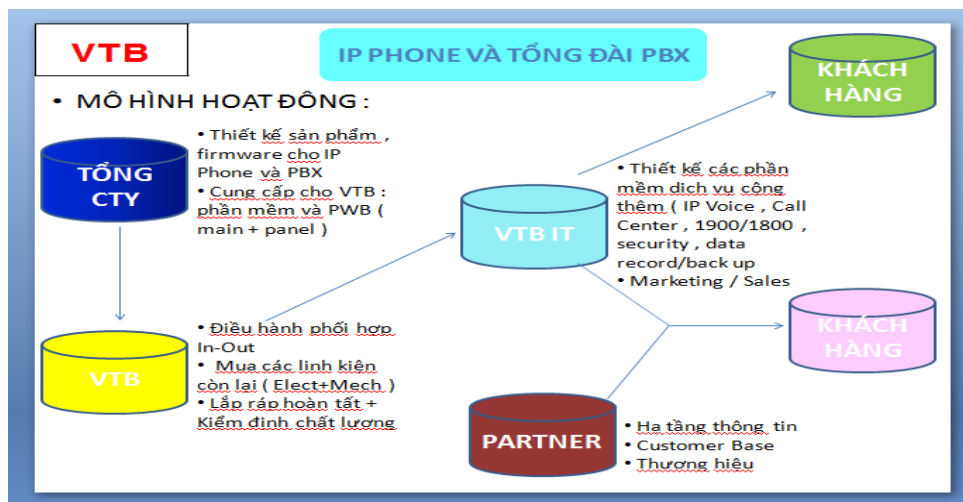 VTB
IP PHONE VÀ TỔNG ĐÀI PBX
• MÔ HÌNH HOẠT ĐỘNG :
TỔNG
CTY
• Thiết kế sản phẩm ,
firmware cho IP
Phone và PBX
• Cung cấp cho VTB :
phần mềm và PWB (
main + panel )
VTB
• Điều hành phối hợp
In-Out
• Mua các linh kiện
còn lại ( Elect+Mech )
• Lắp ráp hoàn tất +
Kiểm định chất lượng
VTB IT
• Thiết kế các phần
mềm dịch vụ cộng
thêm ( IP Voice , Call
Center , 1900/1800 ,
security , data
record/back up
• Marketing / Sales
KHÁCH
HÀNG
KHÁCH
HÀNG
PARTNER
• Hạ tầng thông tin
• Customer Base
• Thương hiệu